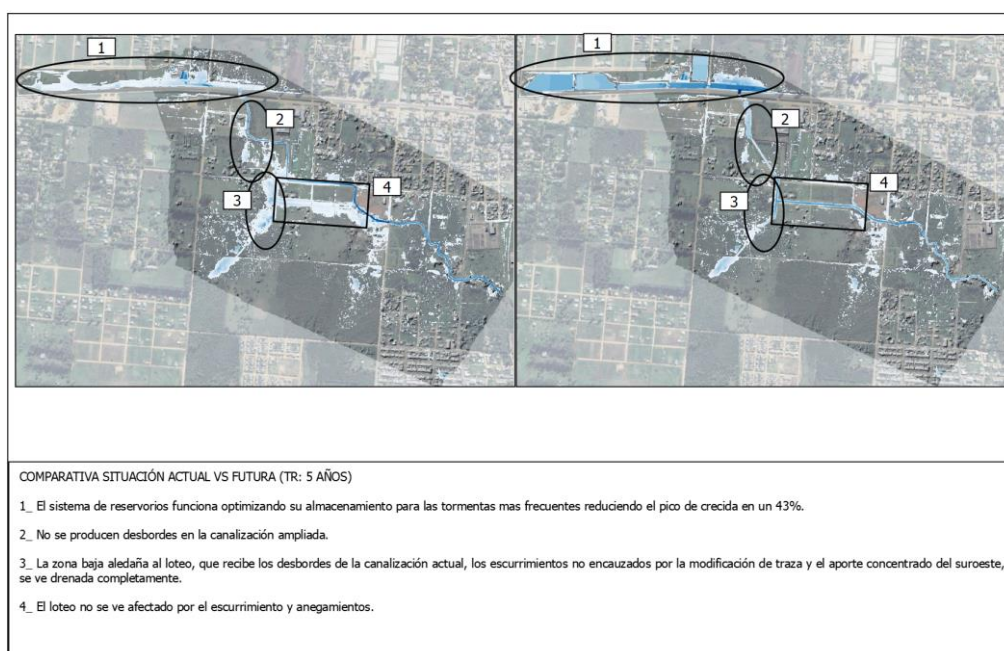 1
2
3
4
1
2
3
4
COMPARATIVA SITUACIÓN ACTUAL VS FUTURA (TR: 5 AÑOS)
1_ El sistema de reservorios funciona optimizando su almacenamiento para las tormentas mas frecuentes reduciendo el pico de crecida en un 43%.
2_ No se producen desbordes en la canalización ampliada.
3_ La zona baja aledaña al loteo, que recibe los desbordes de la canalización actual, los escurrimientos no encauzados por la modificación de traza y el aporte concentrado del suroeste,
se ve drenada completamente.
4_ El loteo no se ve afectado por el escurrimiento y anegamientos.